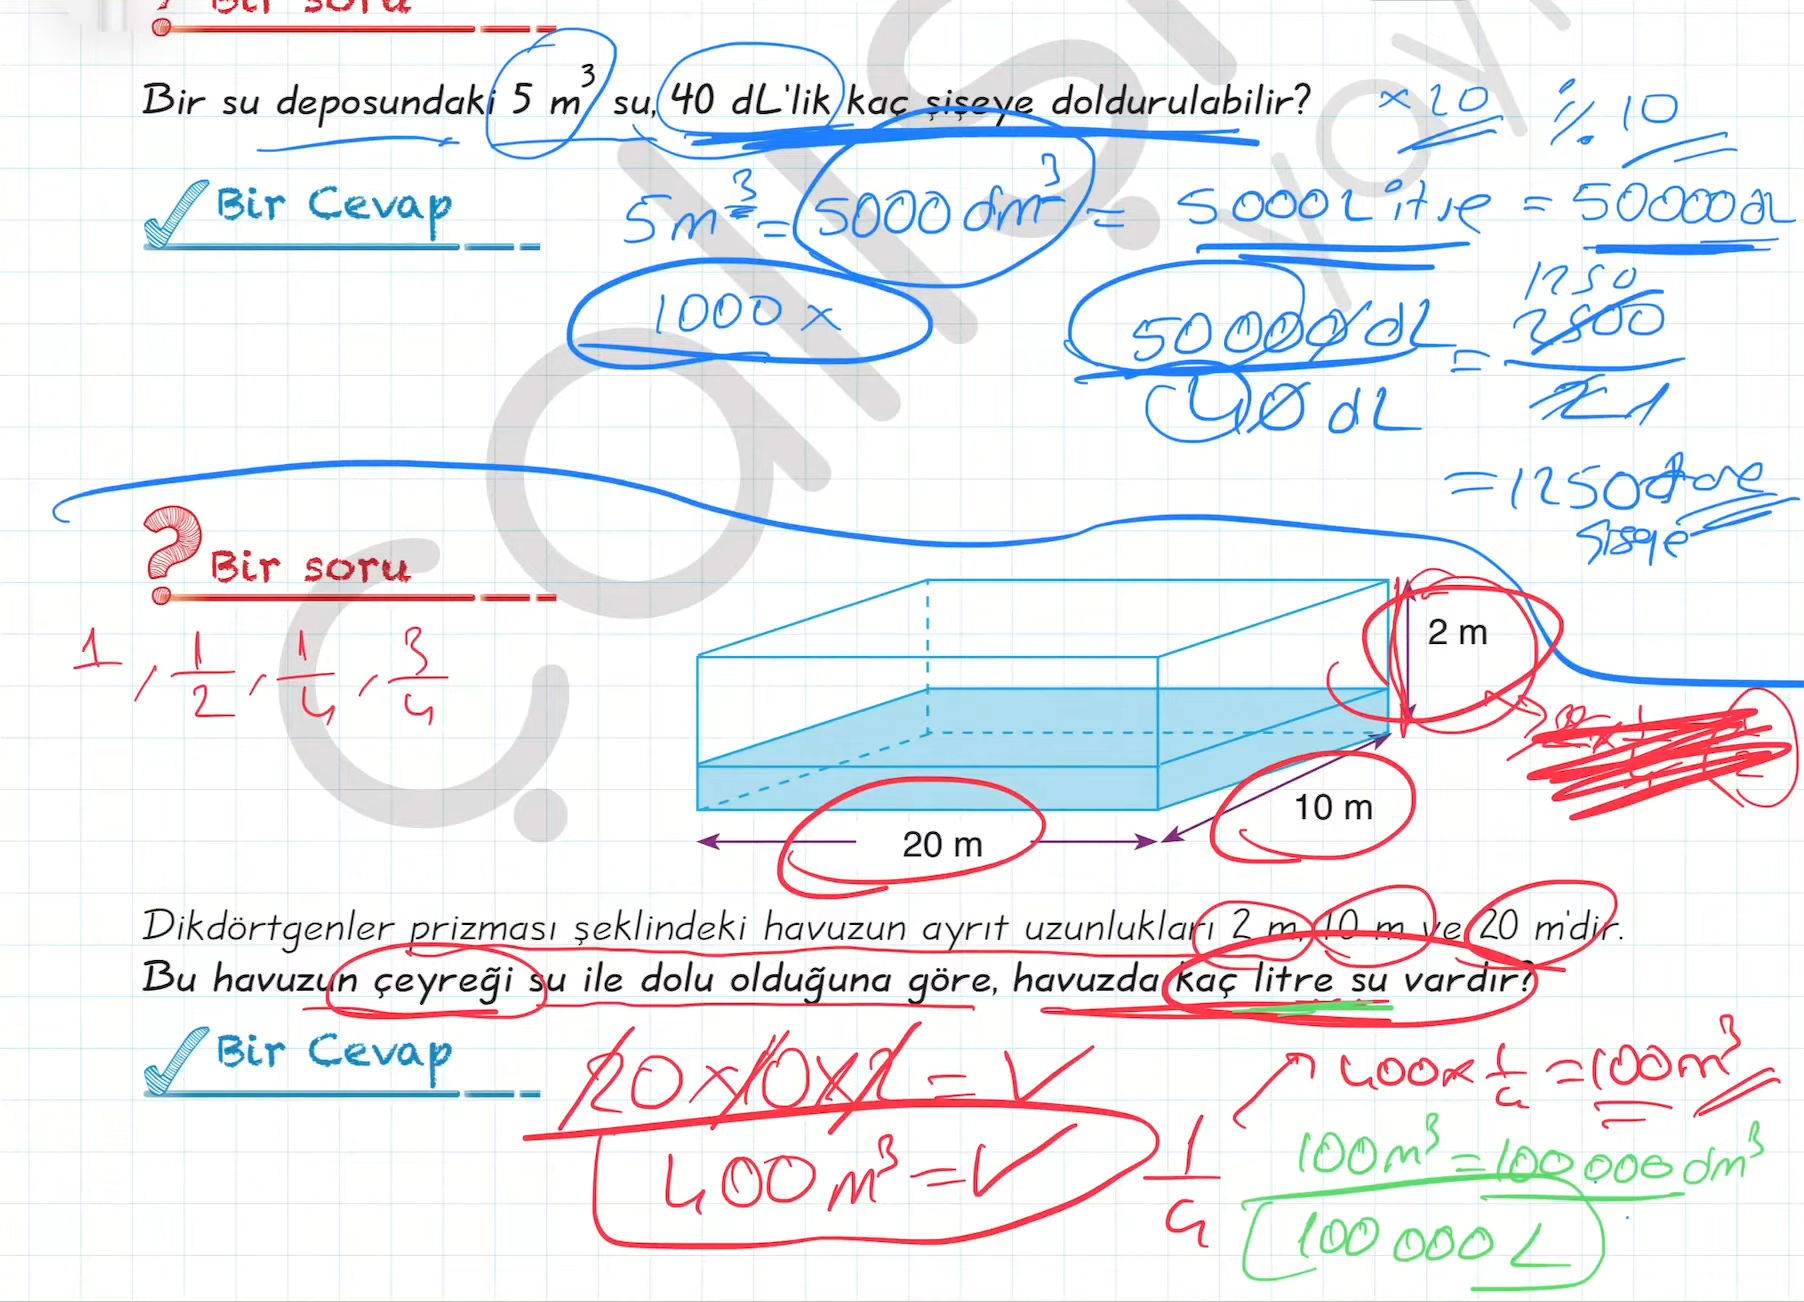 Bir soru
Bir su deposundaki 5 m³ su, 40 dL'lik kaç şişeye doldurulabilir? ×10 ٪ 10
Bir Cevap
5m³ = 5000 dm³ = 5000 Litre = 50000 dL
1000 x
50000 dL / 40 dL = 2500 / 2 1
1250
= 1250 tane
şişeye
Bir soru
1, 1/2, 1/4, 3/4
2 m
10 m
20 m
Dikdörtgenler prizması şeklindeki havuzun ayrıt uzunlukları 2 m, 10 m ve 20 m'dir.
Bu havuzun çeyreği su ile dolu olduğuna göre, havuzda kaç litre su vardır?
Bir Cevap
20×10×2 = V
400 m³ = V
1/4
400 × 1/4 = 100 m³
100 m³ = 100 000 dm³
100 000 L